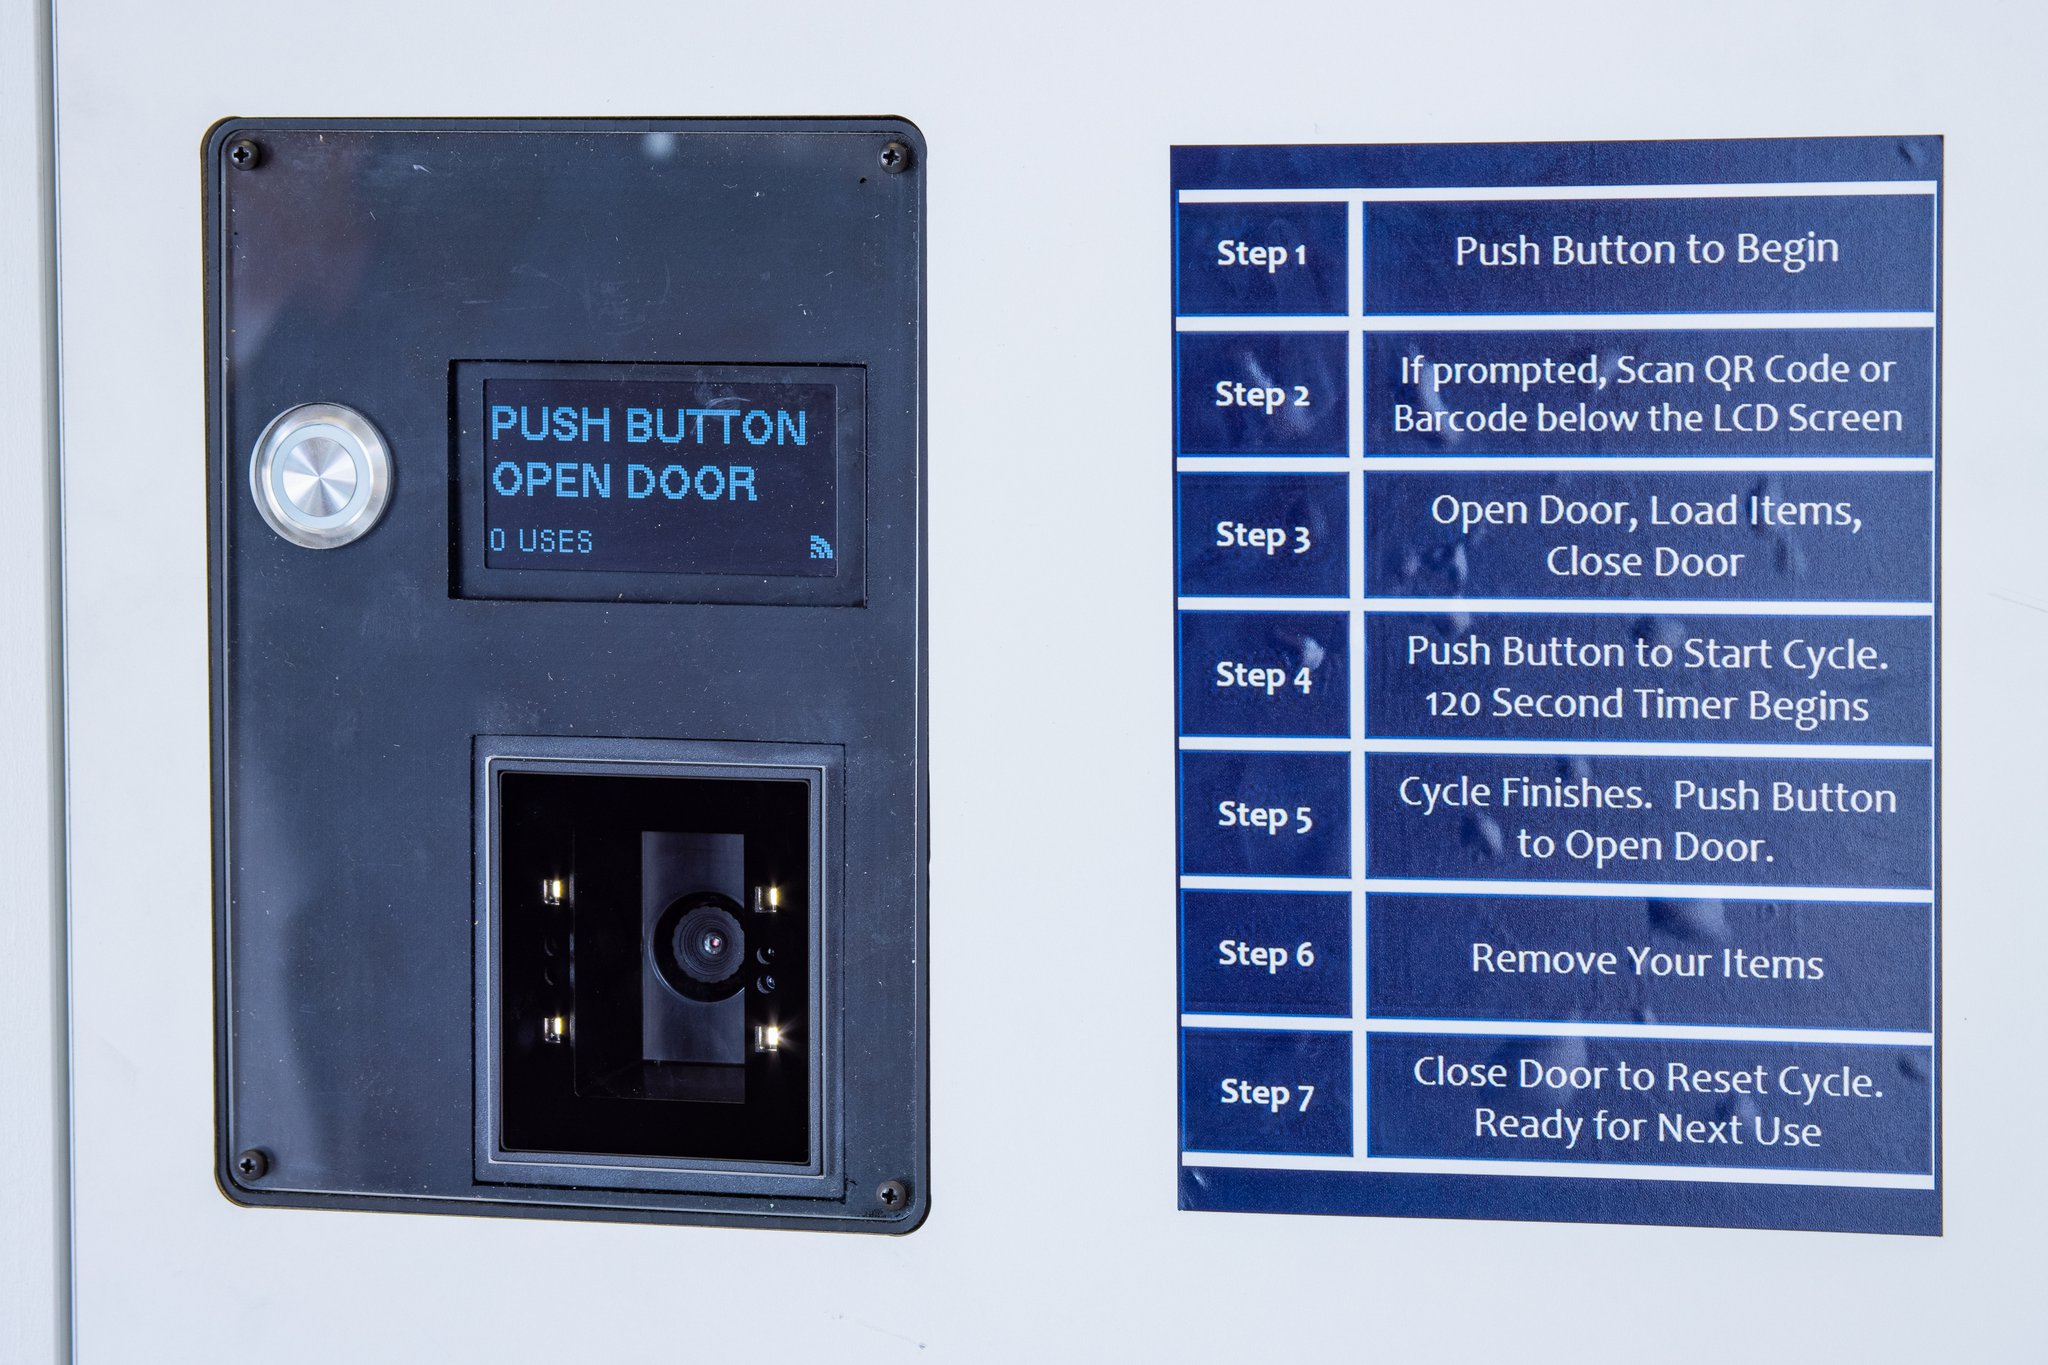 PUSH BUTTON
OPEN DOOR
0 USES
Step 1
Push Button to Begin
Step 2
If prompted, Scan QR Code or
Barcode below the LCD Screen
Step 3
Open Door, Load Items,
Close Door
Step 4
Push Button to Start Cycle.
120 Second Timer Begins
Step 5
Cycle Finishes.  Push Button
to Open Door.
Step 6
Remove Your Items
Step 7
Close Door to Reset Cycle.
Ready for Next Use